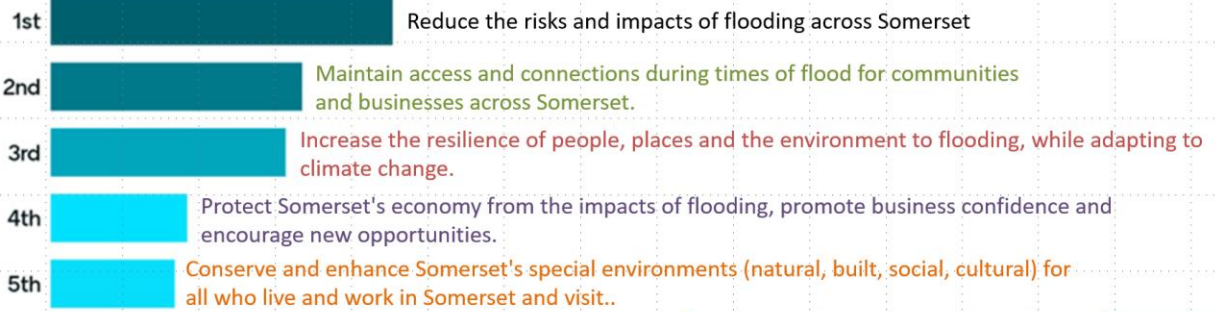 1st
Reduce the risks and impacts of flooding across Somerset
2nd
Maintain access and connections during times of flood for communities
and businesses across Somerset.
3rd
Increase the resilience of people, places and the environment to flooding, while adapting to
climate change.
4th
Protect Somerset's economy from the impacts of flooding, promote business confidence and
encourage new opportunities.
5th
Conserve and enhance Somerset's special environments (natural, built, social, cultural) for
all who live and work in Somerset and visit..